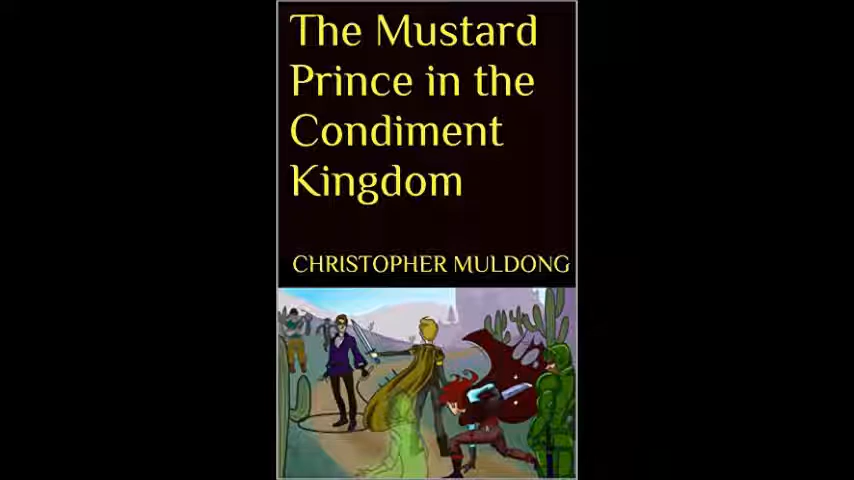 The Mustard
Prince in the
Condiment
Kingdom
CHRISTOPHER MULDONG